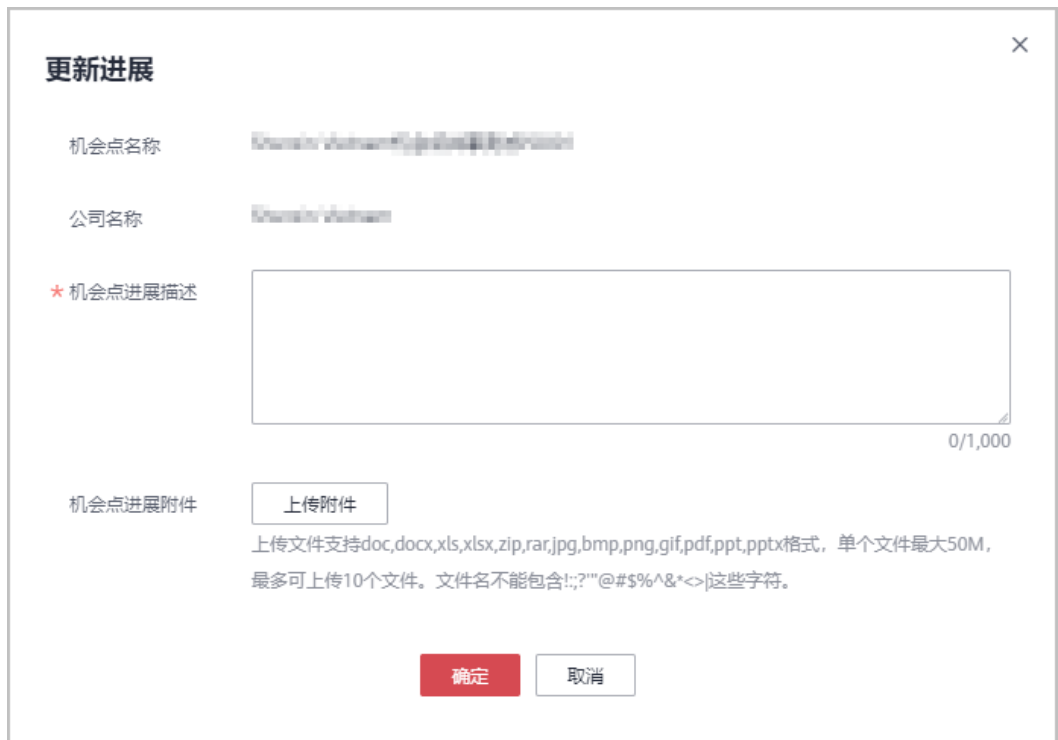 更新进展
机会点名称
公司名称
* 机会点进展描述
0/1,000
机会点进展附件 上传附件
上传文件支持doc,docx,xls,xlsx,zip,rar,jpg,bmp,png,gif,pdf,ppt,pptx格式，单个文件最大50M，
最多可上传10个文件。文件名不能包含!:;?'"@#$%^&*<>|这些字符。
确定 取消